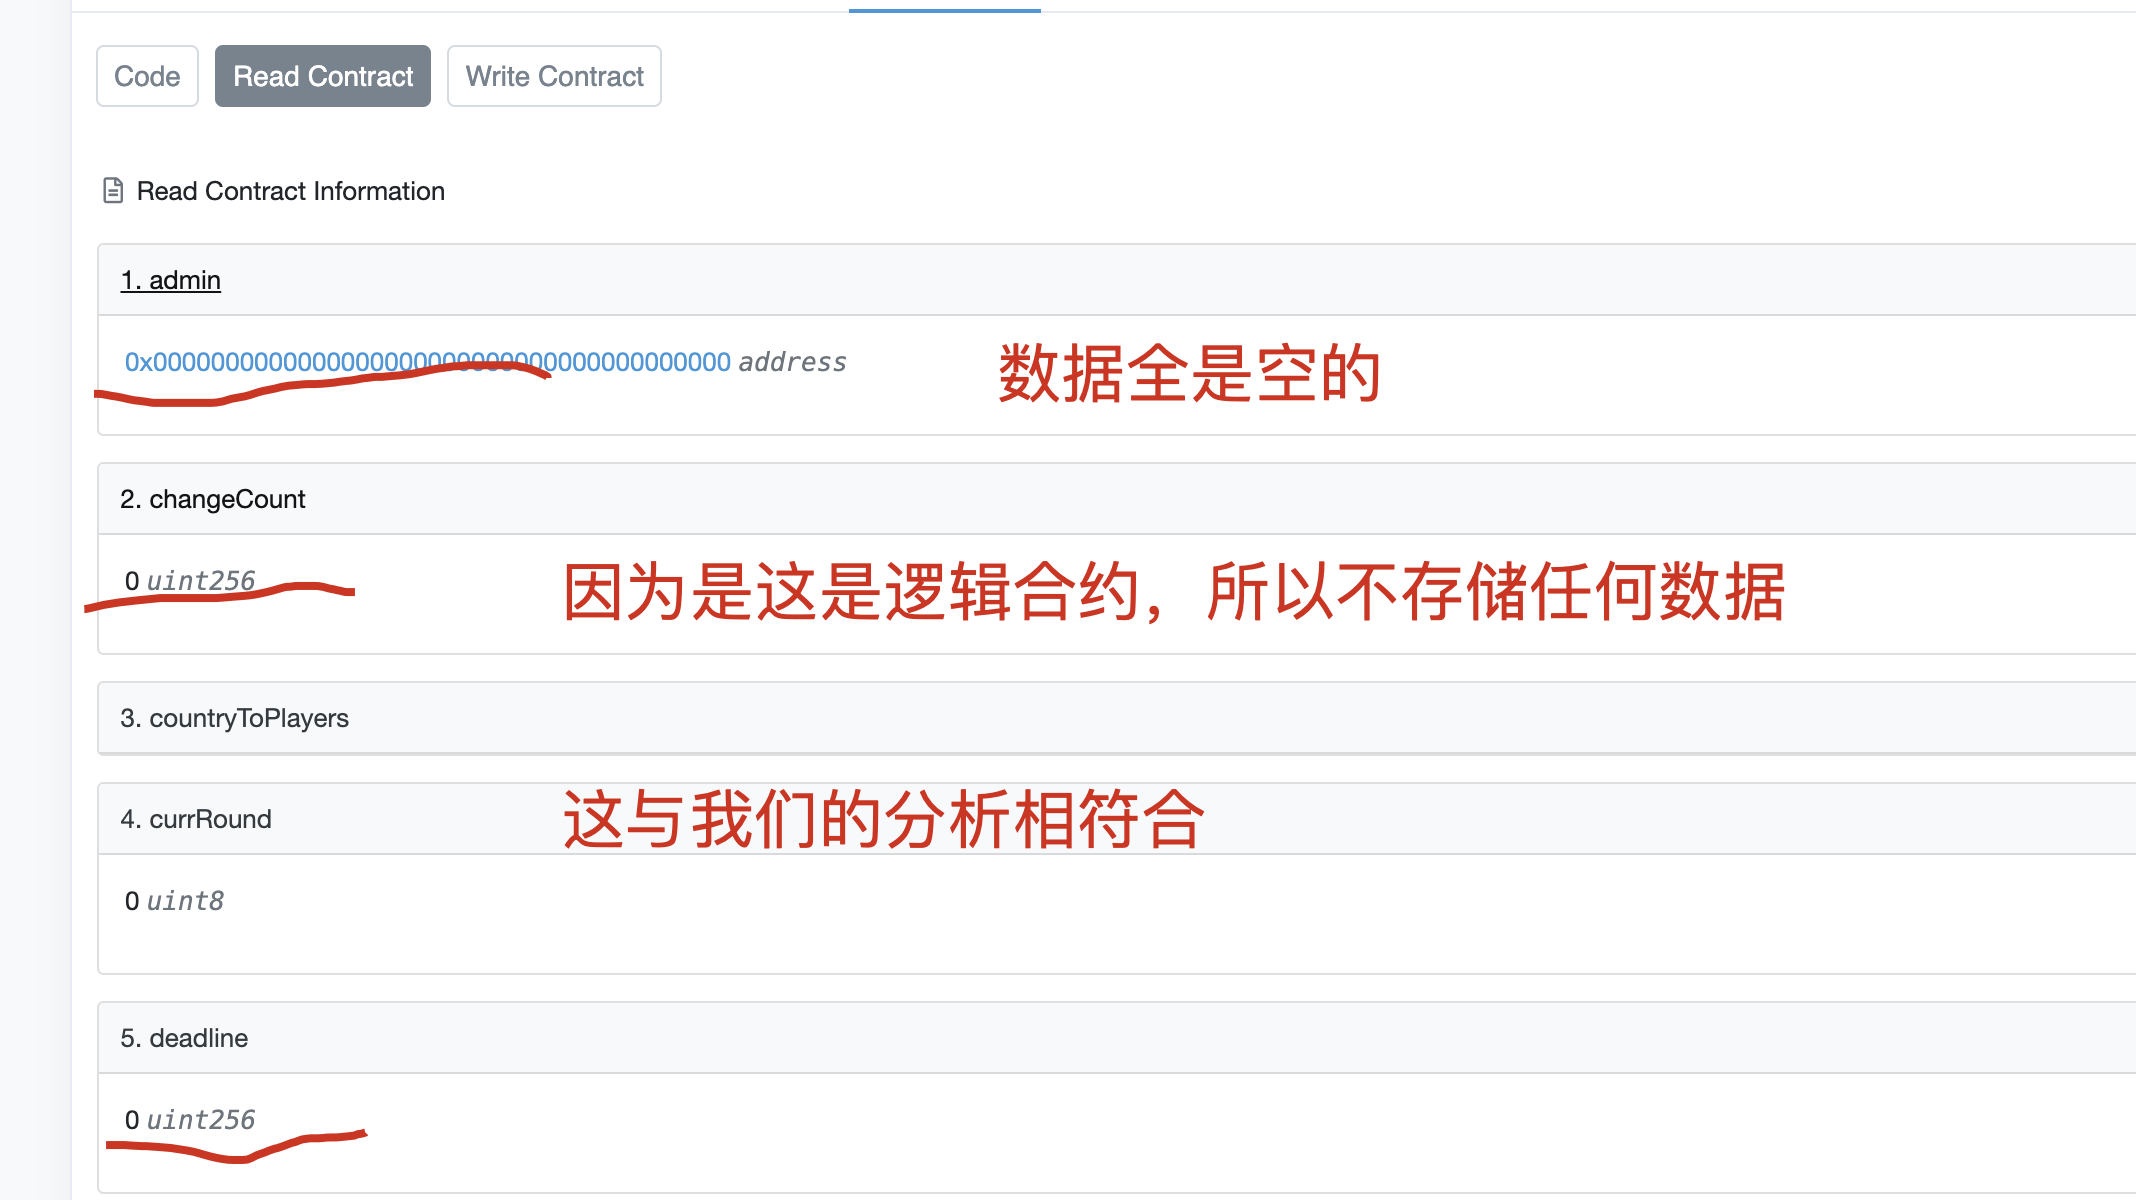 Code Read Contract Write Contract
Read Contract Information
1. admin
0x0000000000000000000000000000000000000000 address
数据全是空的
2. changeCount
0 uint256
因为是这是逻辑合约，所以不存储任何数据
3. countryToPlayers
4. currRound
这与我们的分析相符合
0 uint8
5. deadline
0 uint256